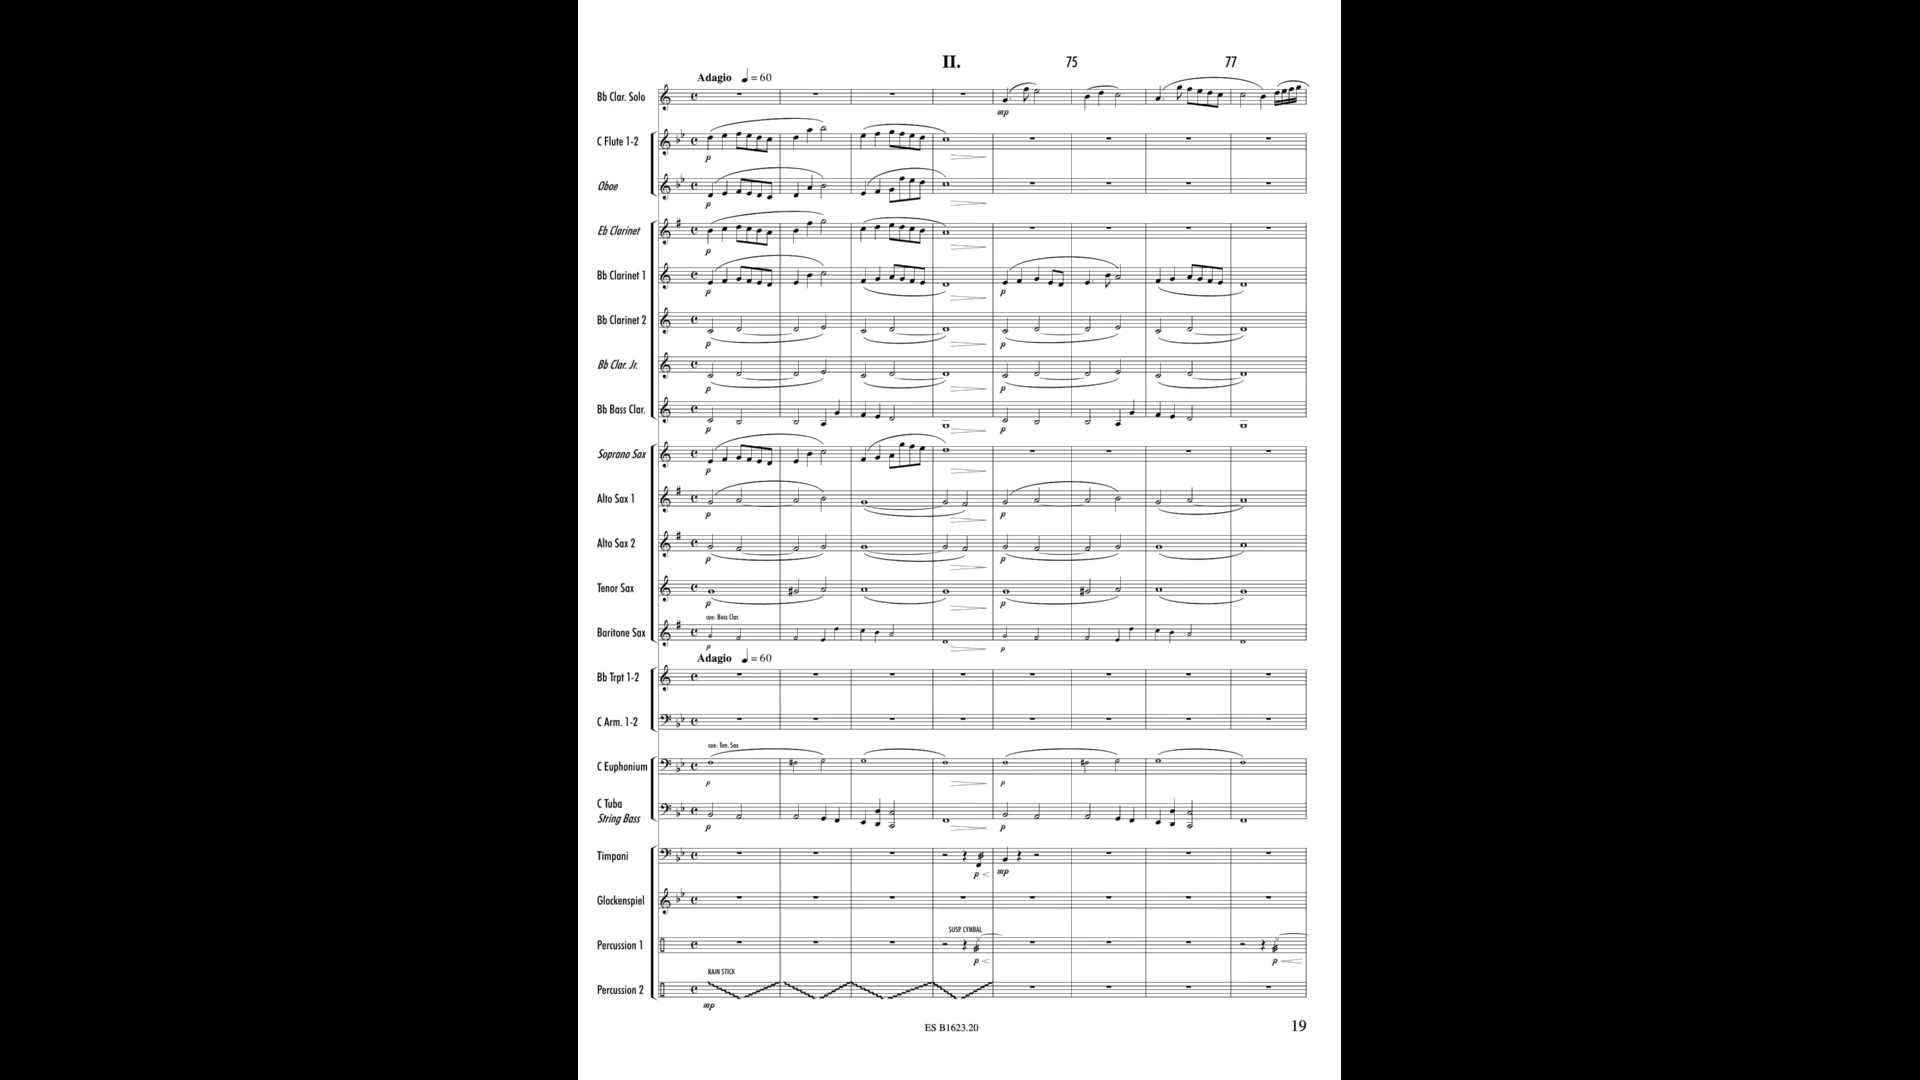 II.
75
77
Adagio ♩= 60
Bb Clar. Solo
mp
C Flute 1-2
p
Oboe
p
Eb Clarinet
p
Bb Clarinet 1
p p
Bb Clarinet 2
p p
Bb Clar. Jr.
p p
Bb Bass Clar.
p p
Soprano Sax
p
Alto Sax 1
p p
Alto Sax 2
p p
Tenor Sax
p p
cue: Bass Clar.
Baritone Sax
p p
Adagio ♩= 60
Bb Trpt 1-2
C Arm. 1-2
cue: Ten. Sax
C Euphonium
p p
C Tuba
String Bass
p p
Timpani
p mp
Glockenspiel
SUSP. CYMBAL
Percussion 1
p p
RAIN STICK
Percussion 2
mp
ES B1623.20
19